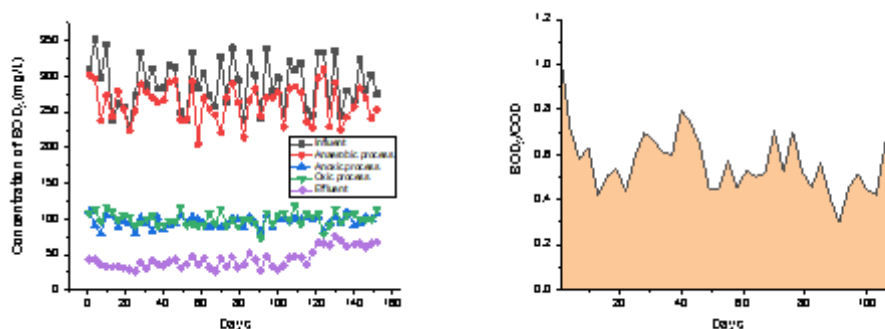 350
300
250
200
150
100
50
0
Concentration of BOD5 (mg/L)
Influent
Anaerobic process
Anoxic process
Oxic process
Effluent
0 20 40 60 80 100 120 140 160
Days
1.2
1.0
0.8
0.6
0.4
0.2
0.0
BOD5/COD
20 40 60 80 100
Days